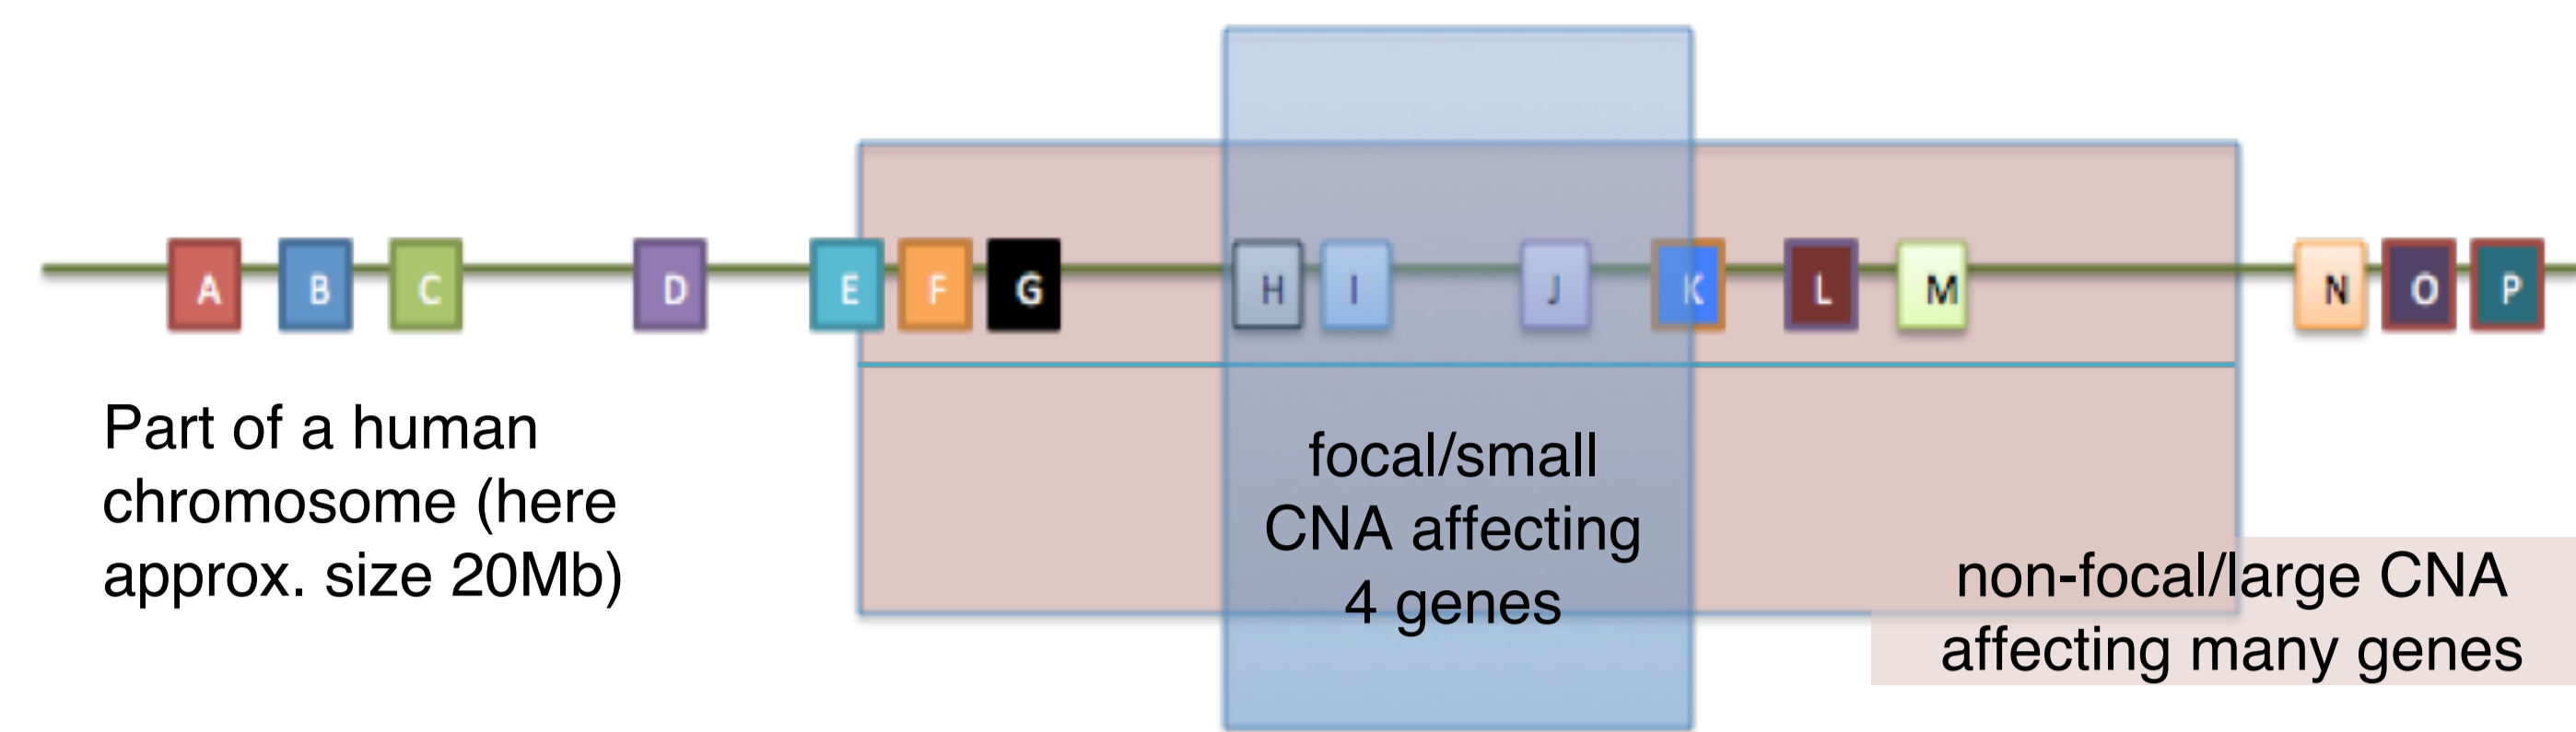 A B C D E F G H I J K L M N O P
Part of a human
chromosome (here
approx. size 20Mb)
focal/small
CNA affecting
4 genes
non-focal/large CNA
affecting many genes